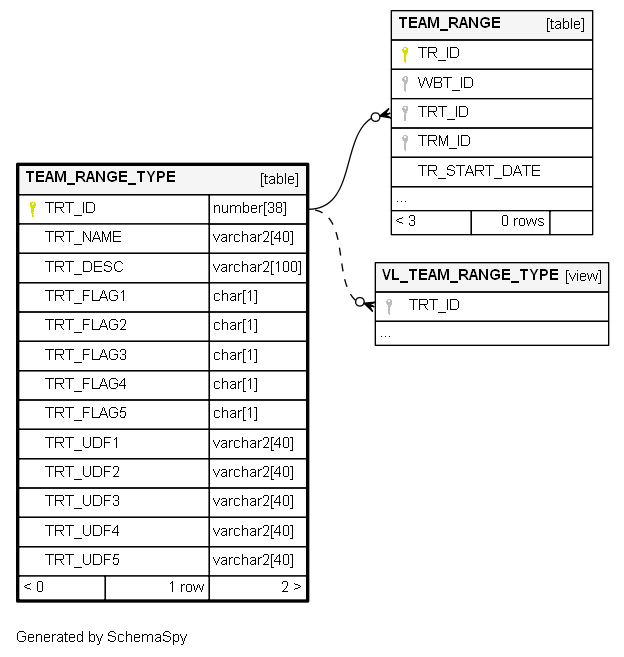 TEAM_RANGE [table]
TR_ID
WBT_ID
TRT_ID
TRM_ID
TR_START_DATE
...
< 3 0 rows
TEAM_RANGE_TYPE [table]
TRT_ID number[38]
TRT_NAME varchar2[40]
TRT_DESC varchar2[100]
TRT_FLAG1 char[1]
TRT_FLAG2 char[1]
TRT_FLAG3 char[1]
TRT_FLAG4 char[1]
TRT_FLAG5 char[1]
TRT_UDF1 varchar2[40]
TRT_UDF2 varchar2[40]
TRT_UDF3 varchar2[40]
TRT_UDF4 varchar2[40]
TRT_UDF5 varchar2[40]
< 0 1 row 2 >
VL_TEAM_RANGE_TYPE [view]
TRT_ID
...
Generated by SchemaSpy